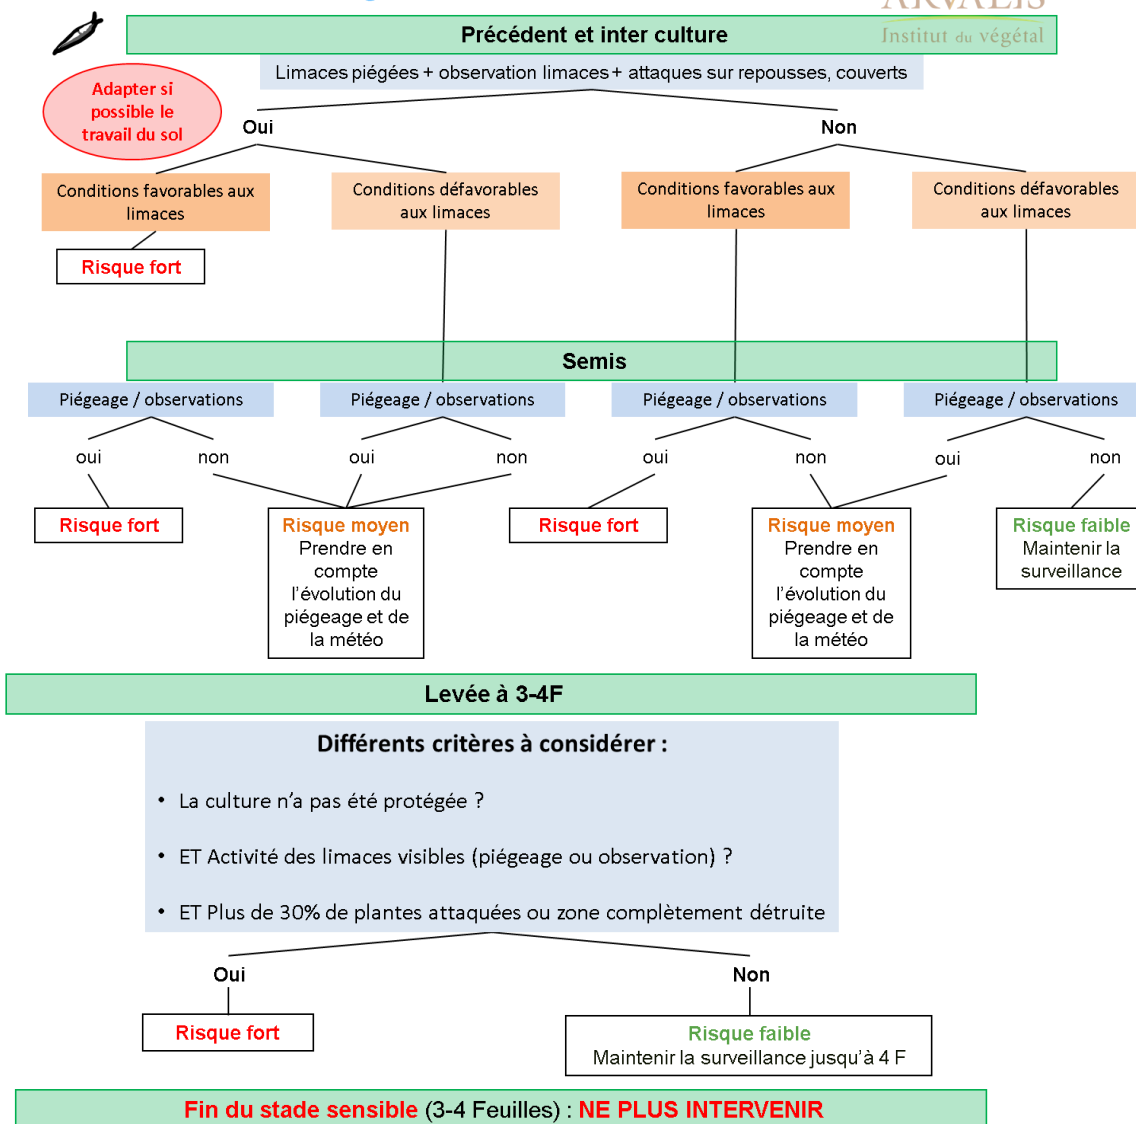 ARVALIS
Institut du végétal
Précédent et inter culture
Limaces piégées + observation limaces + attaques sur repousses, couverts
Adapter si
possible le
travail du sol
Oui
Non
Conditions favorables aux
limaces
Conditions défavorables
aux limaces
Conditions favorables aux
limaces
Conditions défavorables
aux limaces
Risque fort
Semis
Piégeage / observations
Piégeage / observations
Piégeage / observations
Piégeage / observations
oui
non
oui
non
oui
non
oui
non
Risque fort
Risque moyen
Prendre en
compte
l'évolution du
piégeage et de
la météo
Risque fort
Risque moyen
Prendre en
compte
l'évolution du
piégeage et de
la météo
Risque faible
Maintenir la
surveillance
Levée à 3-4F
Différents critères à considérer :
• La culture n'a pas été protégée ?
• ET Activité des limaces visibles (piégeage ou observation) ?
• ET Plus de 30% de plantes attaquées ou zone complètement détruite
Oui
Non
Risque fort
Risque faible
Maintenir la surveillance jusqu'à 4 F
Fin du stade sensible (3-4 Feuilles) : NE PLUS INTERVENIR